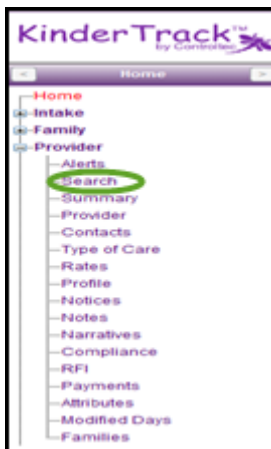 KinderTrack™
by Controltec
< Home >
Home
Intake
Family
Provider
Alerts
Search
Summary
Provider
Contacts
Type of Care
Rates
Profile
Notices
Notes
Narratives
Compliance
RFI
Payments
Attributes
Modified Days
Families